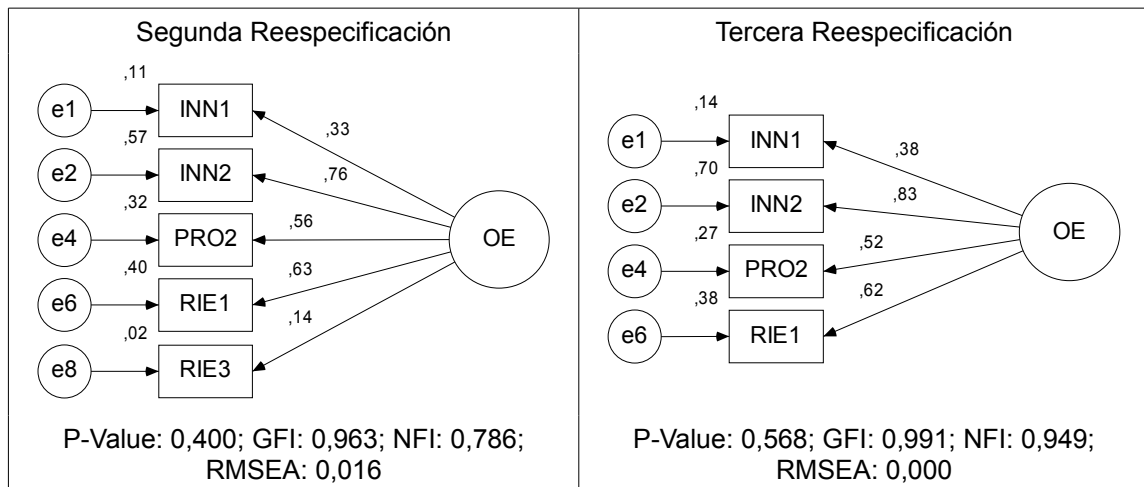 Segunda Reespecificación
,11
e1
INN1
,33
,57
e2
INN2
,76
,32
e4
PRO2
,56
OE
,40
e6
RIE1
,63
,02
e8
RIE3
,14
P-Value: 0,400; GFI: 0,963; NFI: 0,786;
RMSEA: 0,016
Tercera Reespecificación
,14
e1
INN1
,38
,70
e2
INN2
,83
,27
e4
PRO2
,52
OE
,38
e6
RIE1
,62
P-Value: 0,568; GFI: 0,991; NFI: 0,949;
RMSEA: 0,000